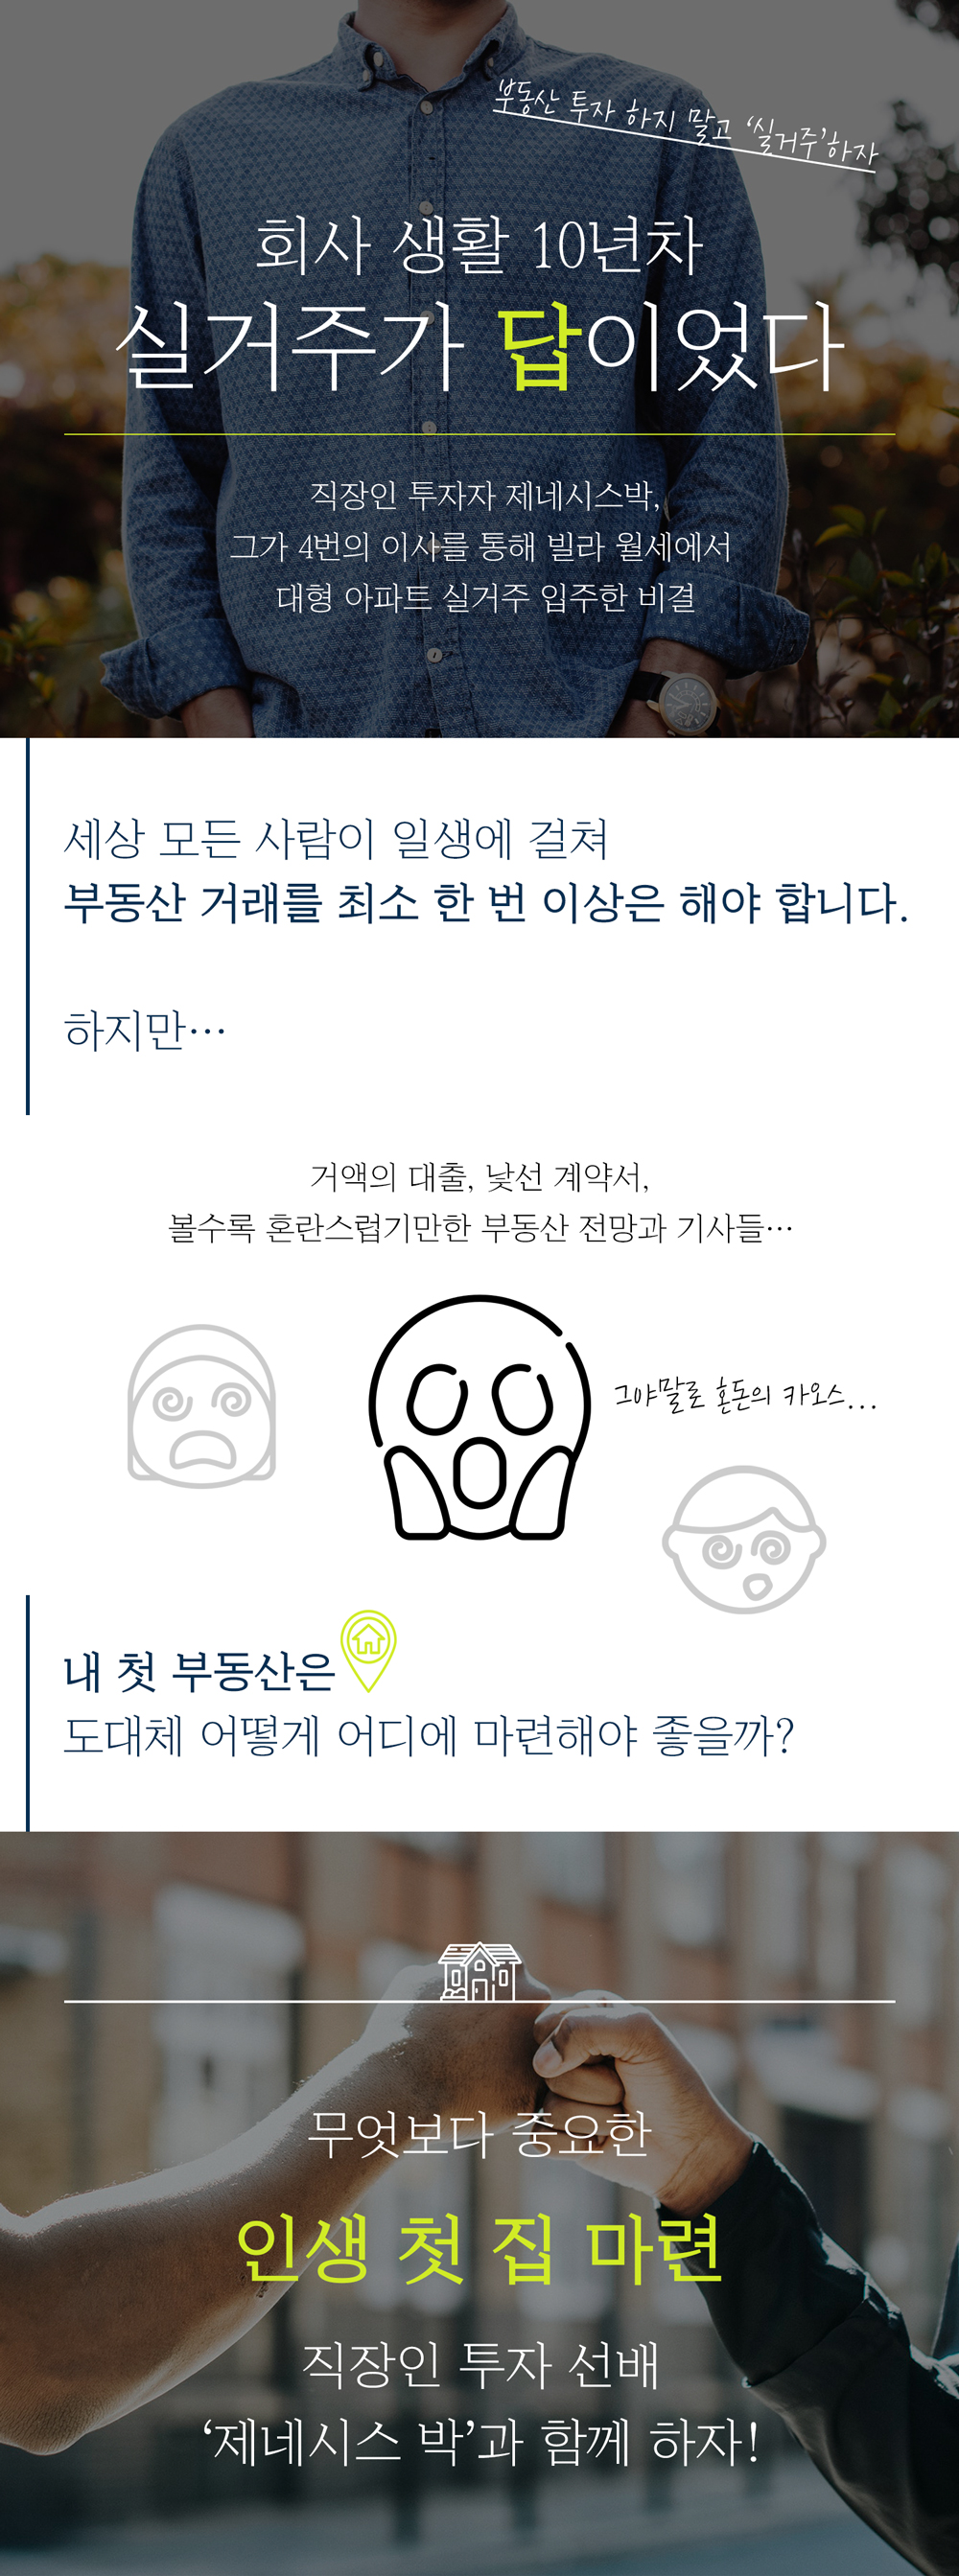 부동산 투자 하지 말고 ‘실거주’하자
회사 생활 10년차
실거주가 답이었다
직장인 투자자 제네시스박,
그가 4번의 이사를 통해 빌라 월세에서
대형 아파트 실거주 입주한 비결
세상 모든 사람이 일생에 걸쳐
부동산 거래를 최소 한 번 이상은 해야 합니다.
하지만…
거액의 대출, 낯선 계약서,
볼수록 혼란스럽기만한 부동산 전망과 기사들…
그야말로 혼돈의 카오스...
내 첫 부동산은
도대체 어떻게 어디에 마련해야 좋을까?
무엇보다 중요한
인생 첫 집 마련
직장인 투자 선배
‘제네시스 박’과 함께 하자!